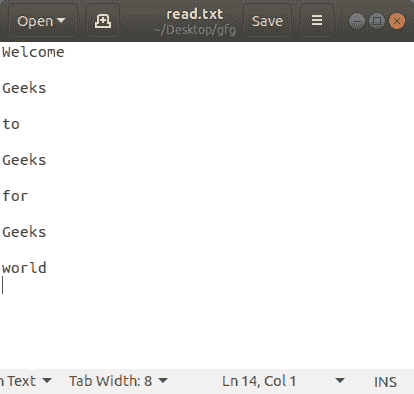 Open
read.txt
~/Desktop/gfg
Save
Welcome
Geeks
to
Geeks
for
Geeks
world
n Text Tab Width: 8 Ln 14, Col 1 INS